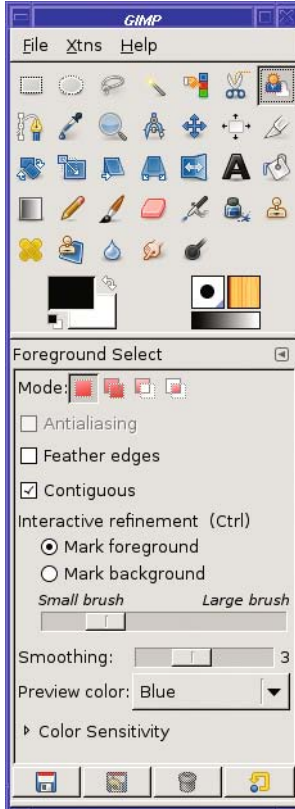 GIMP
File Xtns Help
Foreground Select
Mode:
Antialiasing
Feather edges
Contiguous
Interactive refinement (Ctrl)
Mark foreground
Mark background
Small brush Large brush
Smoothing: 3
Preview color: Blue
Color Sensitivity